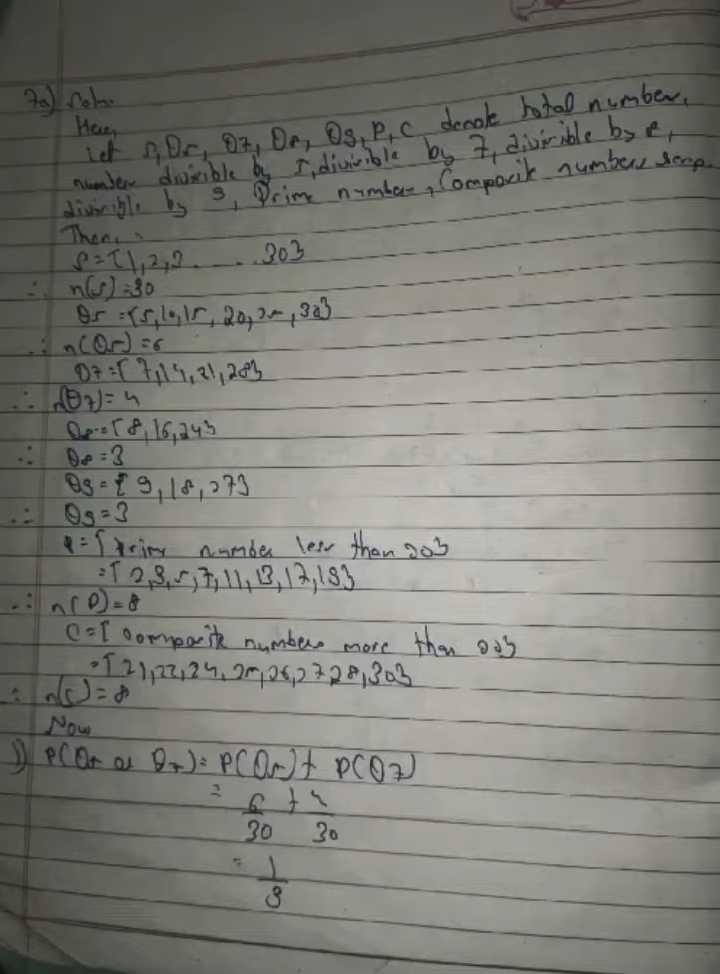 7a) Soln.
Here,
Let S, D5, D7, D8, D9, P, C denote total number,
number divisible by 5, divisible by 7, divisible by 8,
divisible by 9, Prime number, Composite number resp.
Then,
S = {1, 2, 3 ....... 30}
∴ n(S) = 30
D5 = {5, 10, 15, 20, 25, 30}
∴ n(D5) = 6
D7 = {7, 14, 21, 28}
∴ n(D7) = 4
D8 = {8, 16, 24}
∴ D8 = 3
D9 = {9, 18, 27}
∴ D9 = 3
P = {prime number less than 20}
= {2, 3, 5, 7, 11, 13, 17, 19}
∴ n(P) = 8
C = {composite numbers more than 20}
= {21, 22, 24, 25, 26, 27 28, 30}
∴ n(C) = 8
Now
i) P(D5 or D7) = P(D5) + P(D7)
= 6/30 + 4/30
= 1/3